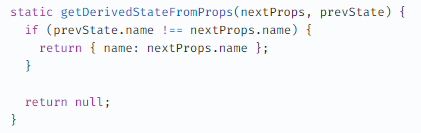 static getDerivedStateFromProps(nextProps, prevState) {
  if (prevState.name !== nextProps.name) {
    return { name: nextProps.name };
  }

  return null;
}